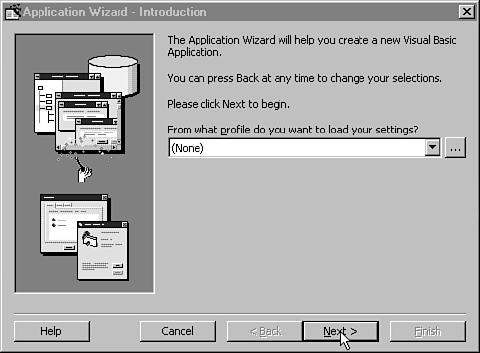 Application Wizard - Introduction
The Application Wizard will help you create a new Visual Basic
Application.
You can press Back at any time to change your selections.
Please click Next to begin.
From what profile do you want to load your settings?
(None)
...
Help
Cancel
< Back
Next >
Finish